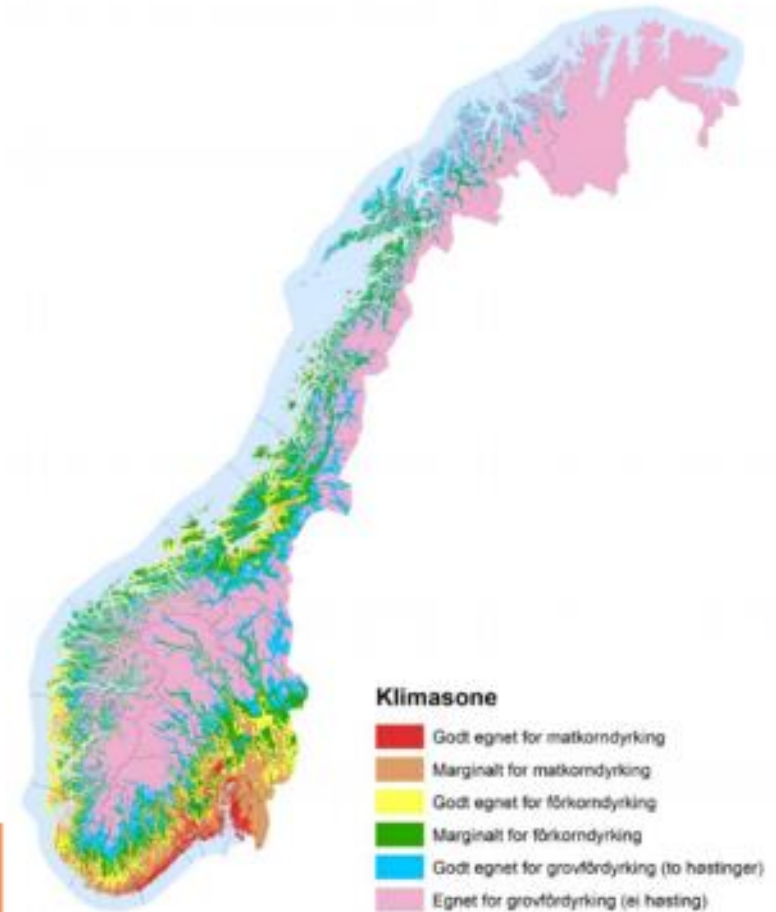 Klimasone
Godt egnet for matkorndyrking
Marginalt for matkorndyrking
Godt egnet for fôrkorndyrking
Marginalt for fôrkorndyrking
Godt egnet for grovfôrdyrking (to høstinger)
Egnet for grovfôrdyrking (ei høsting)